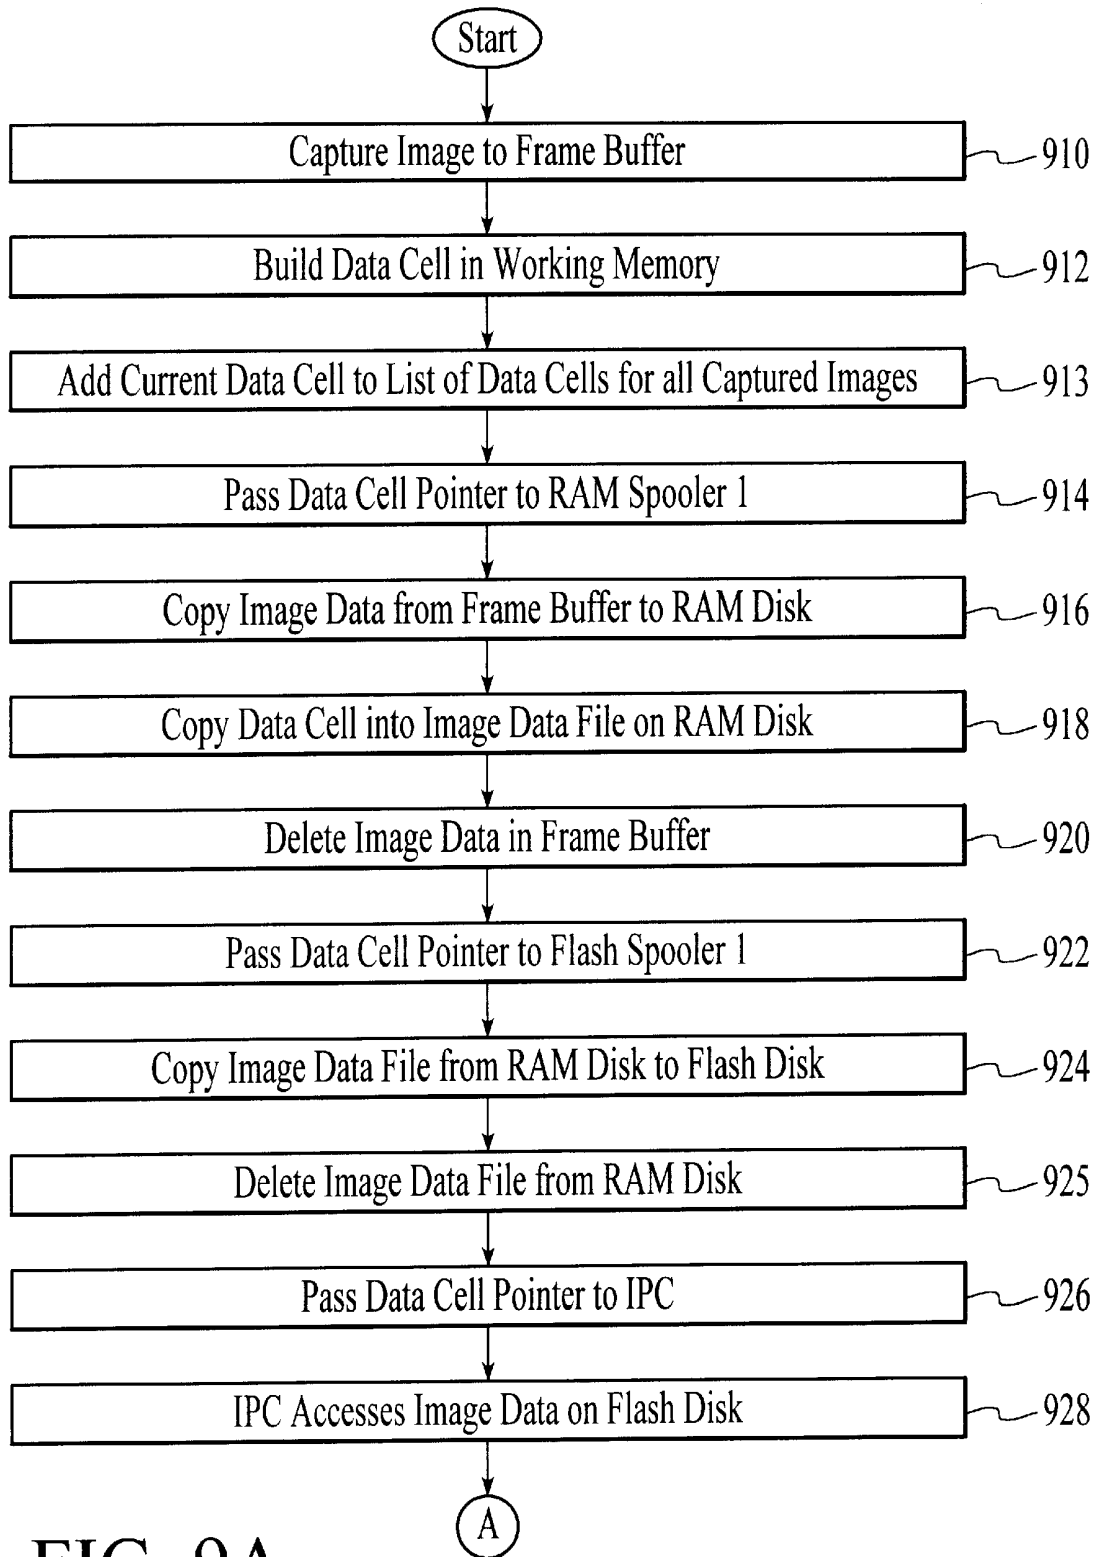 Start
Capture Image to Frame Buffer 910
Build Data Cell in Working Memory 912
Add Current Data Cell to List of Data Cells for all Captured Images 913
Pass Data Cell Pointer to RAM Spooler 1 914
Copy Image Data from Frame Buffer to RAM Disk 916
Copy Data Cell into Image Data File on RAM Disk 918
Delete Image Data in Frame Buffer 920
Pass Data Cell Pointer to Flash Spooler 1 922
Copy Image Data File from RAM Disk to Flash Disk 924
Delete Image Data File from RAM Disk 925
Pass Data Cell Pointer to IPC 926
IPC Accesses Image Data on Flash Disk 928
A
FIG. 9A